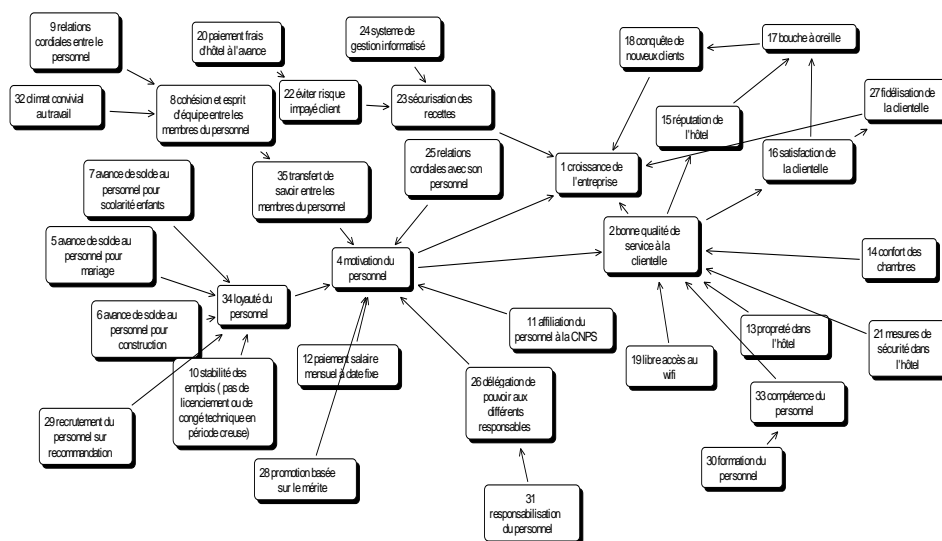 9 relations
cordiales entre le
personnel
20 paiement frais
d'hôtel à l'avance
24 systeme de
gestion informatisé
18 conquête de
nouveux clients
17 bouche à oreille
32 climat convivial
au travail
8 cohésion et esprit
d'équipe entre les
membres du personnel
22 éviter risque
impayé client
23 sécurisation des
recettes
27 fidélisation de
la clientelle
15 réputation de
l'hôtel
7 avance de solde au
personnel pour
scolarité enfants
35 transfert de
savoir entre les
membres du personnel
25 relations
cordiales avec son
personnel
1 croissance de
l'entreprise
16 satisfaction de
la clientelle
5 avance de solde au
personnel pour
mariage
4 motivation du
personnel
2 bonne qualité de
service à la
clientelle
14 confort des
chambres
6 avance de solde au
personnel pour
construction
34 loyauté du
personnel
11 affiliation du
personnel à la CNPS
13 propreté dans
l'hôtel
21 mesures de
sécurité dans
l'hôtel
12 paiement salaire
mensuel à date fixe
19 libre accès au
wifi
10 stabilité des
emplois ( pas de
licenciement ou de
congé technique en
période creuse)
26 délégation de
pouvoir aux
différents
responsables
33 compétence du
personnel
29 recrutement du
personnel sur
recommandation
28 promotion basée
sur le mérite
30 formation du
personnel
31
responsabilisation
du personnel